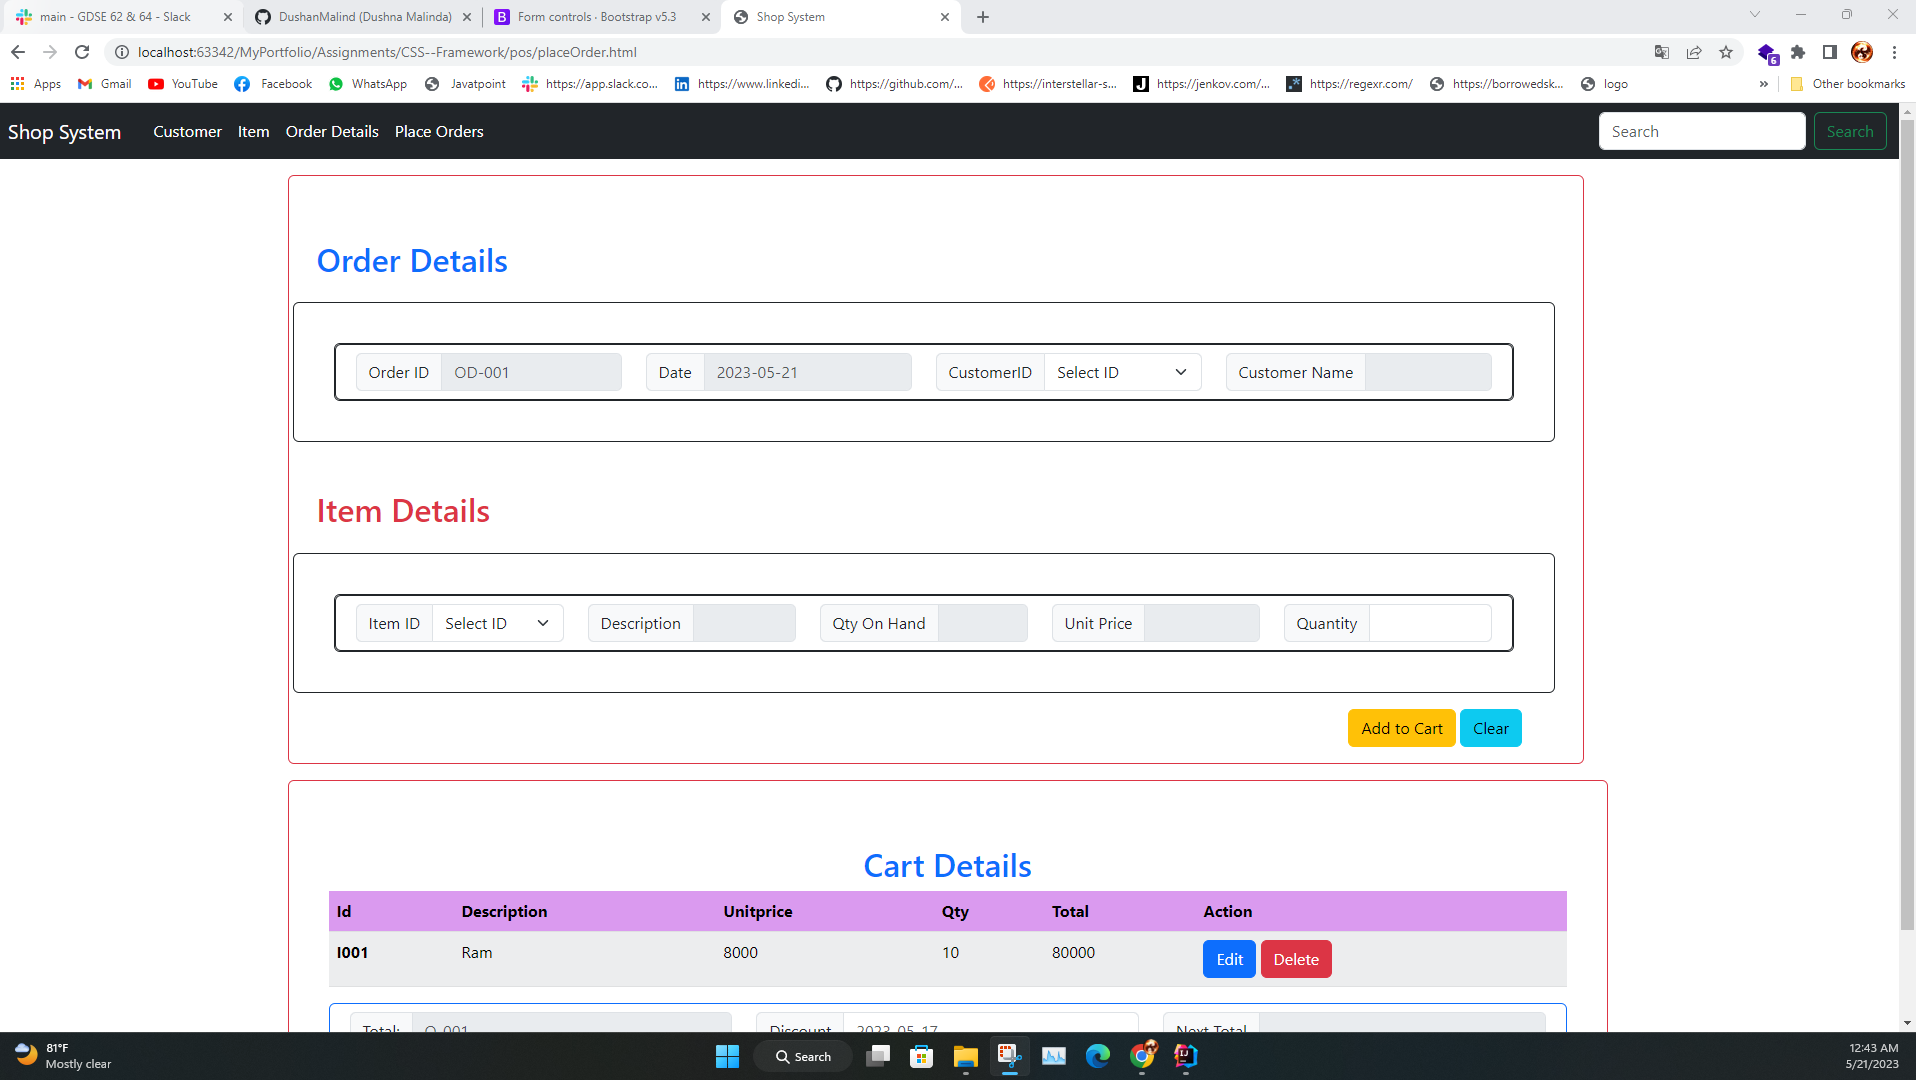 main - GDSE 62 & 64 - Slack
DushanMalind (Dushna Malinda)
Form controls · Bootstrap v5.3
Shop System
localhost:63342/MyPortfolio/Assignments/CSS--Framework/pos/placeOrder.html
6
Apps
Gmail
YouTube
Facebook
WhatsApp
Javatpoint
https://app.slack.co...
https://www.linkedi...
https://github.com/...
https://interstellar-s...
https://jenkov.com/...
https://regexr.com/
https://borrowedsk...
logo
»
Other bookmarks
Shop System
Customer
Item
Order Details
Place Orders
Search
Search
Order Details
Order ID
OD-001
Date
2023-05-21
CustomerID
Select ID
Customer Name
Item Details
Item ID
Select ID
Description
Qty On Hand
Unit Price
Quantity
Add to Cart
Clear
Cart Details
Id Description Unitprice Qty Total Action
I001 Ram 8000 10 80000 Edit Delete
Total: O-001
Discount 2023-05-17
Next Total
81°F
Mostly clear
Search
12:43 AM
5/21/2023